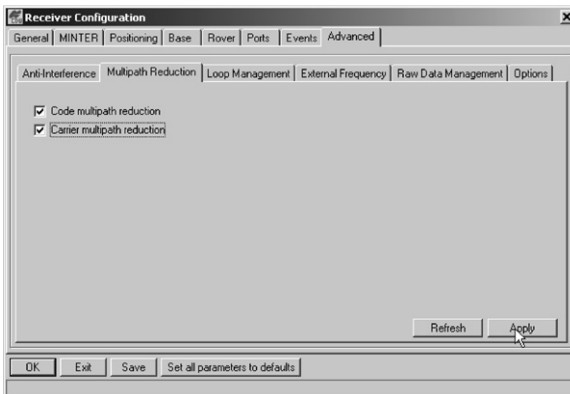 Receiver Configuration
General MINTER Positioning Base Rover Ports Events Advanced
Anti-Interference Multipath Reduction Loop Management External Frequency Raw Data Management Options
Code multipath reduction
Carrier multipath reduction
Refresh Apply
OK Exit Save Set all parameters to defaults